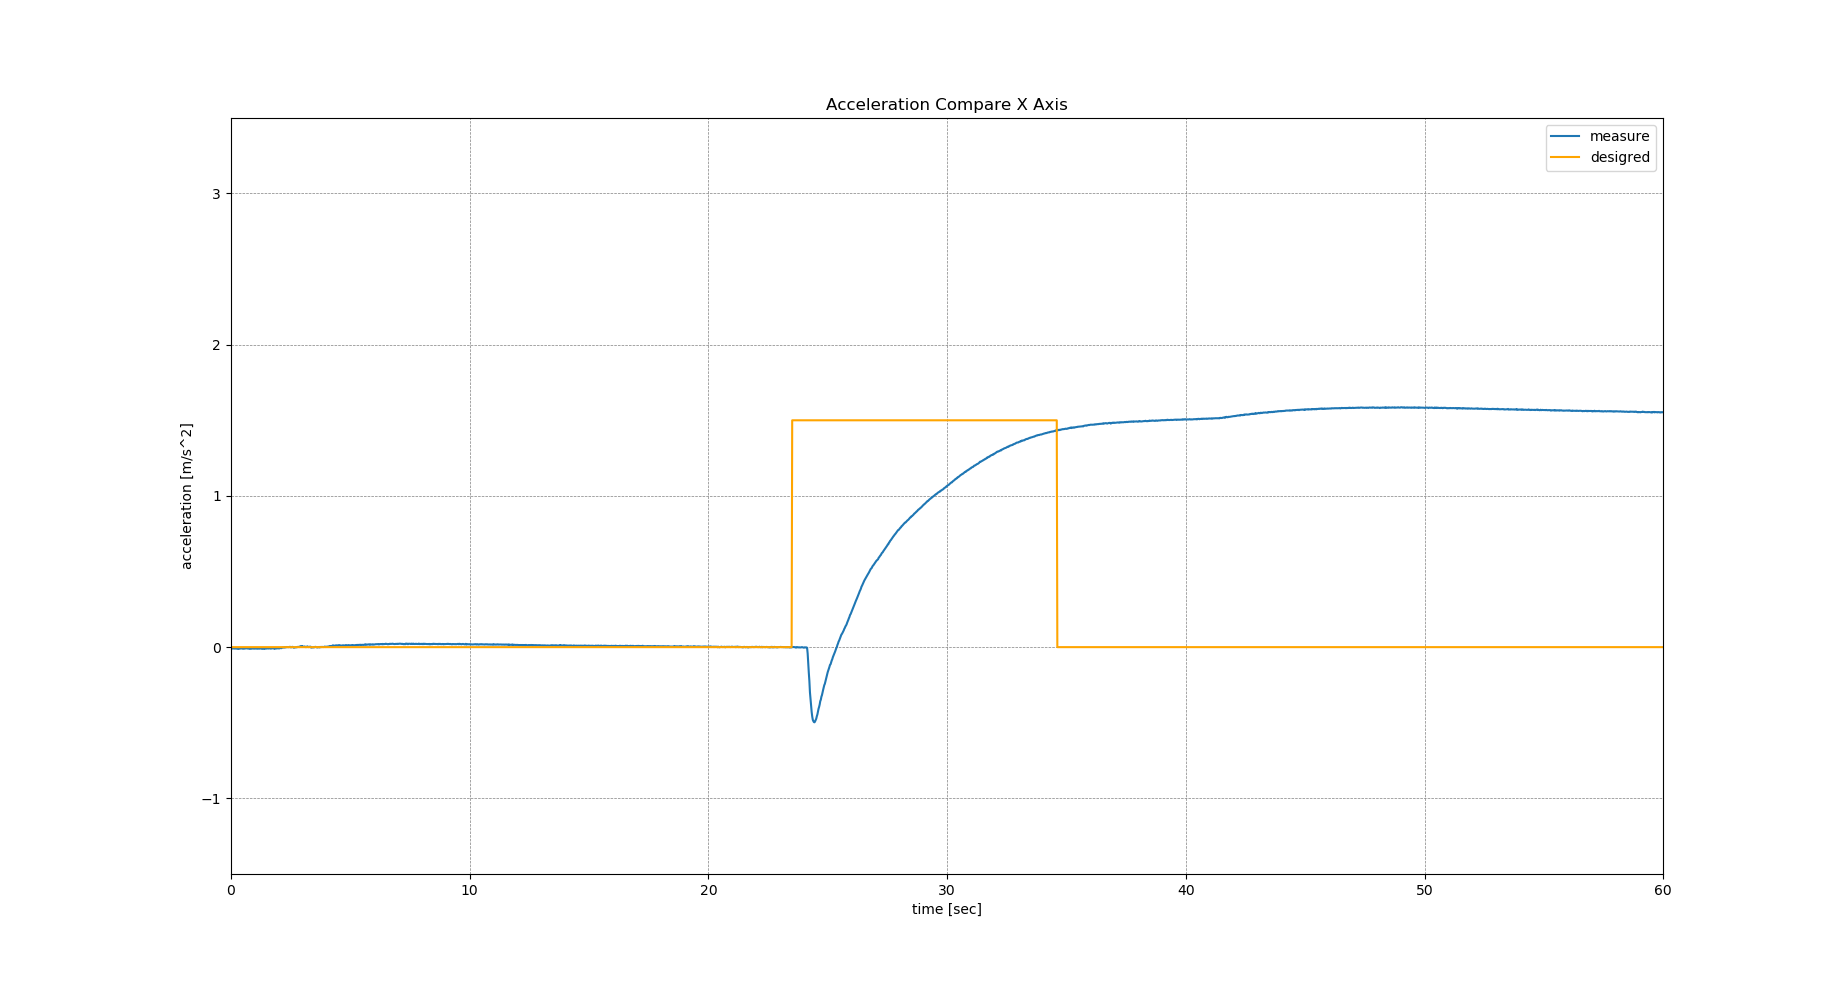 Acceleration Compare X Axis
measure
desigred
3
2
1
0
−1
acceleration [m/s^2]
0 10 20 30 40 50 60
time [sec]